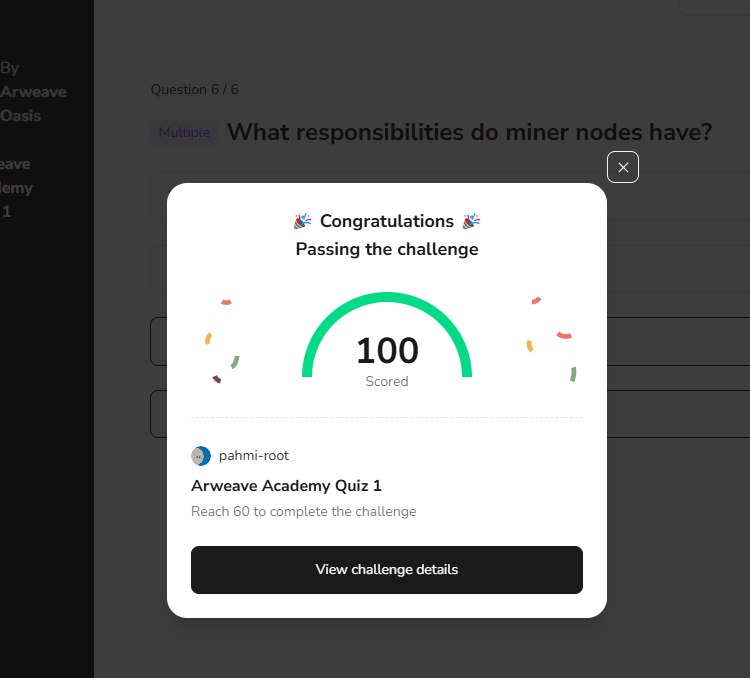 By
Arweave
Oasis
eave
lemy
1
Question 6 / 6
Multiple What responsibilities do miner nodes have?
🎉 Congratulations 🎉
Passing the challenge
100
Scored
pahmi-root
Arweave Academy Quiz 1
Reach 60 to complete the challenge
View challenge details